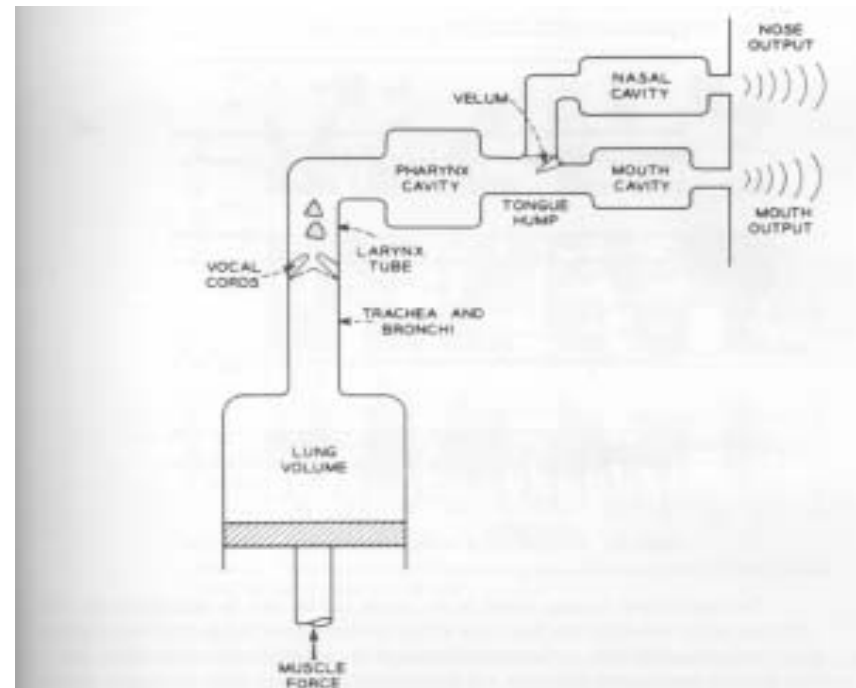 NOSE
OUTPUT
NASAL
CAVITY
VELUM
PHARYNX
CAVITY
MOUTH
CAVITY
TONGUE
HUMP
MOUTH
OUTPUT
LARYNX
TUBE
VOCAL
CORDS
TRACHEA AND
BRONCHI
LUNG
VOLUME
MUSCLE
FORCE